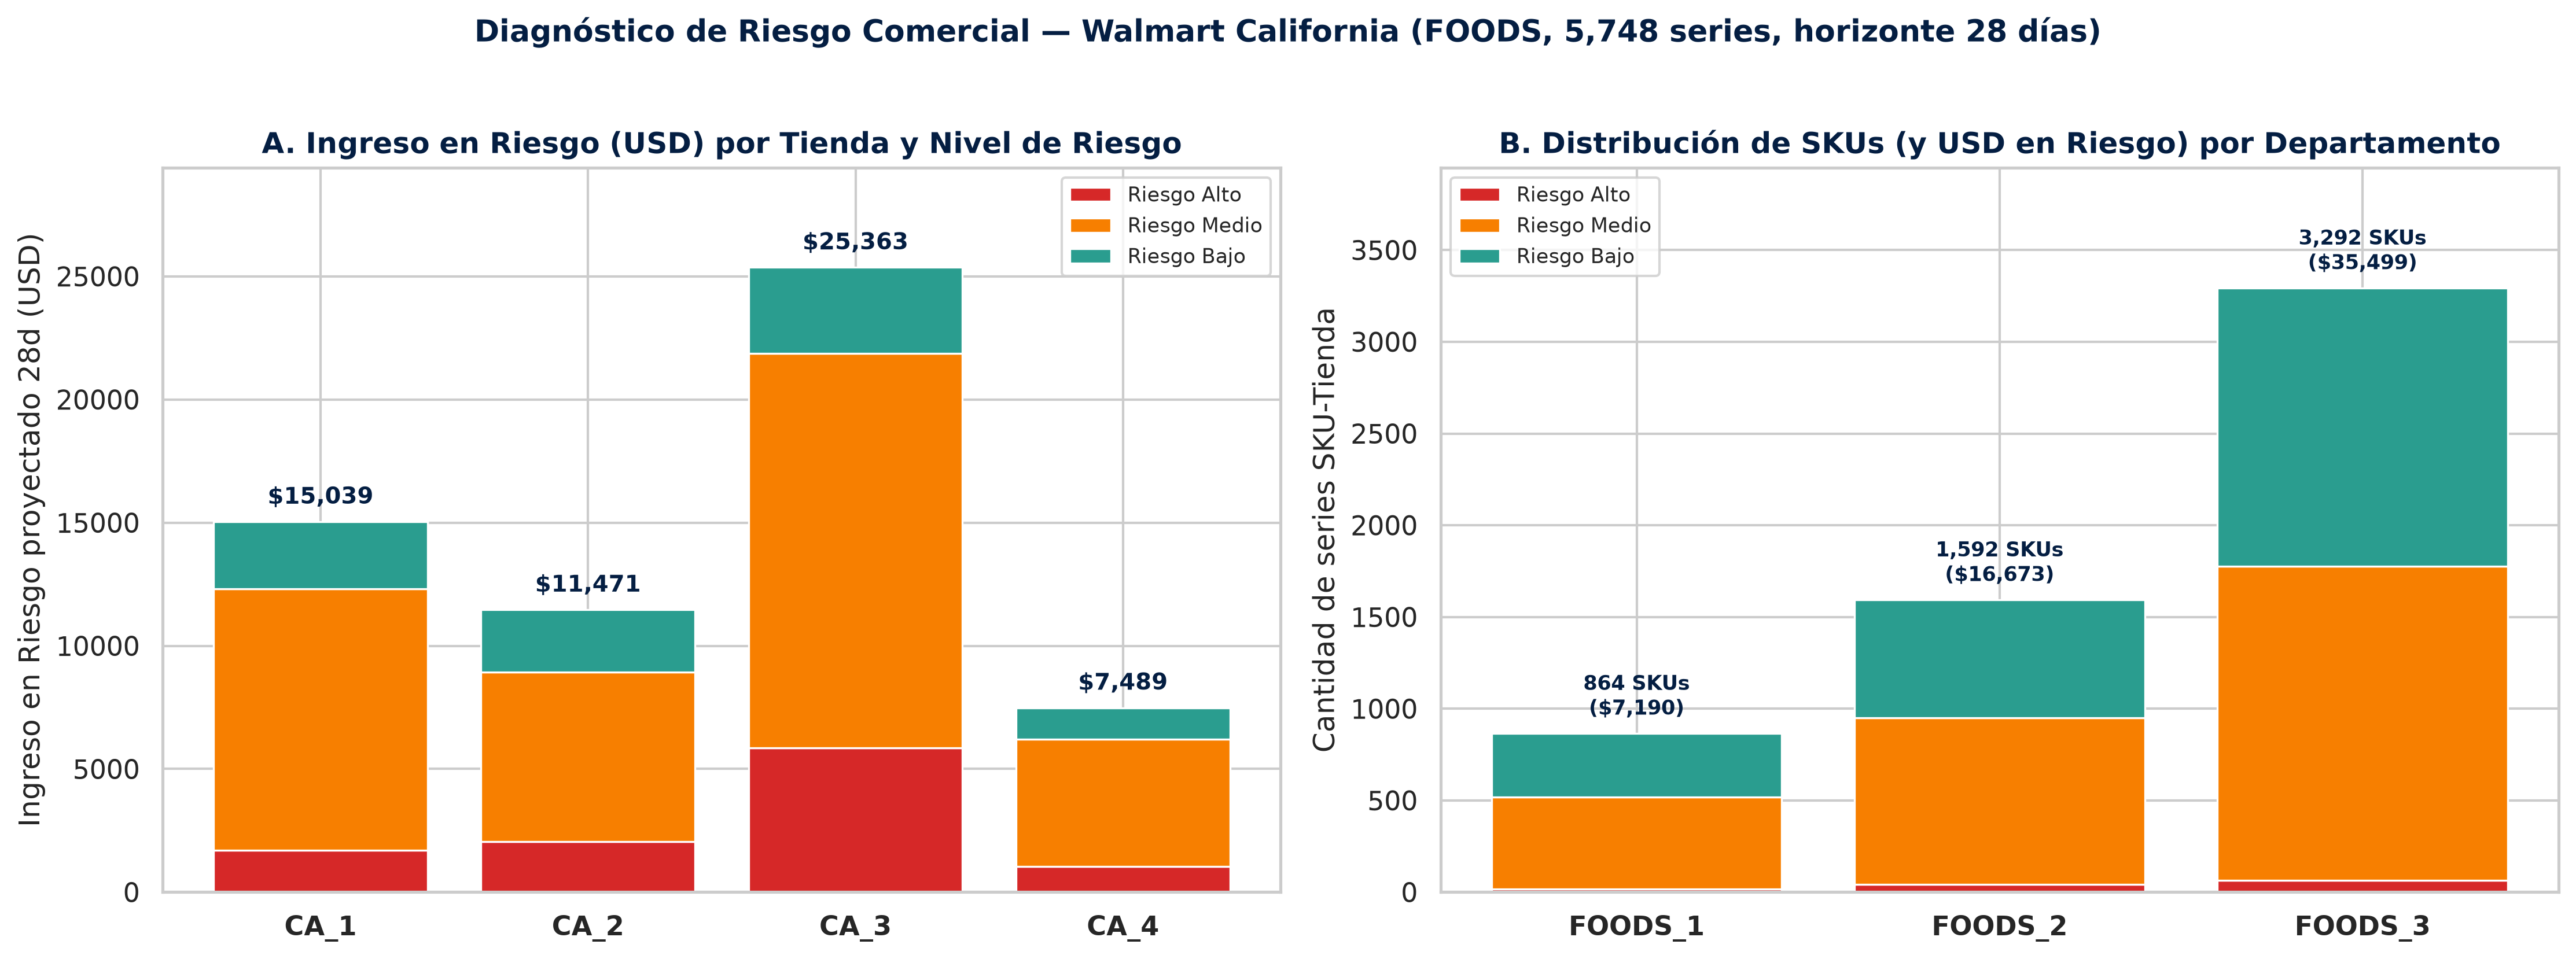 Diagnóstico de Riesgo Comercial — Walmart California (FOODS, 5,748 series, horizonte 28 días)
A. Ingreso en Riesgo (USD) por Tienda y Nivel de Riesgo
Ingreso en Riesgo proyectado 28d (USD)
25000
20000
15000
10000
5000
0
Riesgo Alto
Riesgo Medio
Riesgo Bajo
$15,039
$11,471
$25,363
$7,489
CA_1
CA_2
CA_3
CA_4
B. Distribución de SKUs (y USD en Riesgo) por Departamento
Cantidad de series SKU-Tienda
3500
3000
2500
2000
1500
1000
500
0
Riesgo Alto
Riesgo Medio
Riesgo Bajo
864 SKUs
($7,190)
1,592 SKUs
($16,673)
3,292 SKUs
($35,499)
FOODS_1
FOODS_2
FOODS_3